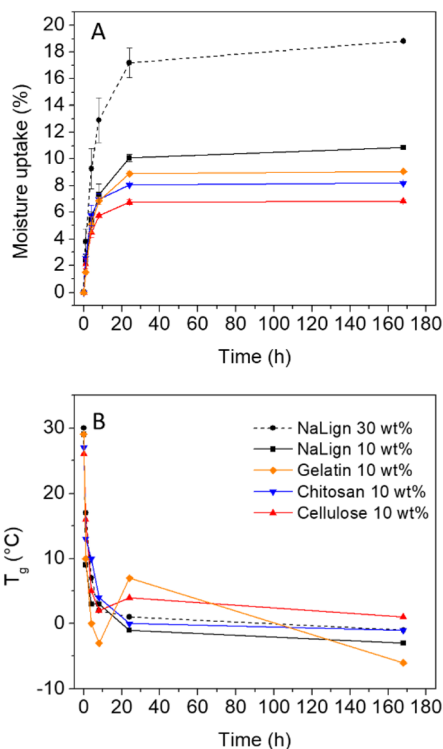 A
20
18
16
14
12
10
8
6
4
2
0
Moisture uptake (%)
0 20 40 60 80 100 120 140 160 180
Time (h)
B
30
20
10
0
-10
Tg (°C)
NaLign 30 wt%
NaLign 10 wt%
Gelatin 10 wt%
Chitosan 10 wt%
Cellulose 10 wt%
0 20 40 60 80 100 120 140 160 180
Time (h)